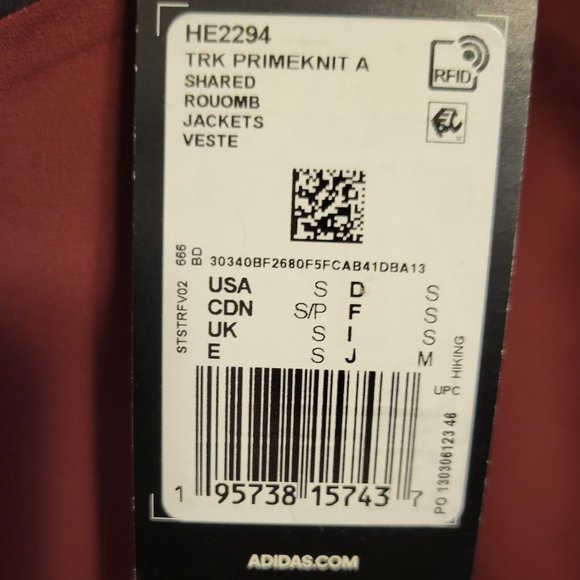 HE2294
TRK PRIMEKNIT A
SHARED
ROUOMB
JACKETS
VESTE
RFID
STSTRFV02 666
BD 30340BF2680F5FCAB41DBA13
USA S D S
CDN S/P F S
UK S I S
E S J M
HIKING
UPC
PO 130306123 46
1 95738 15743 7
ADIDAS.COM